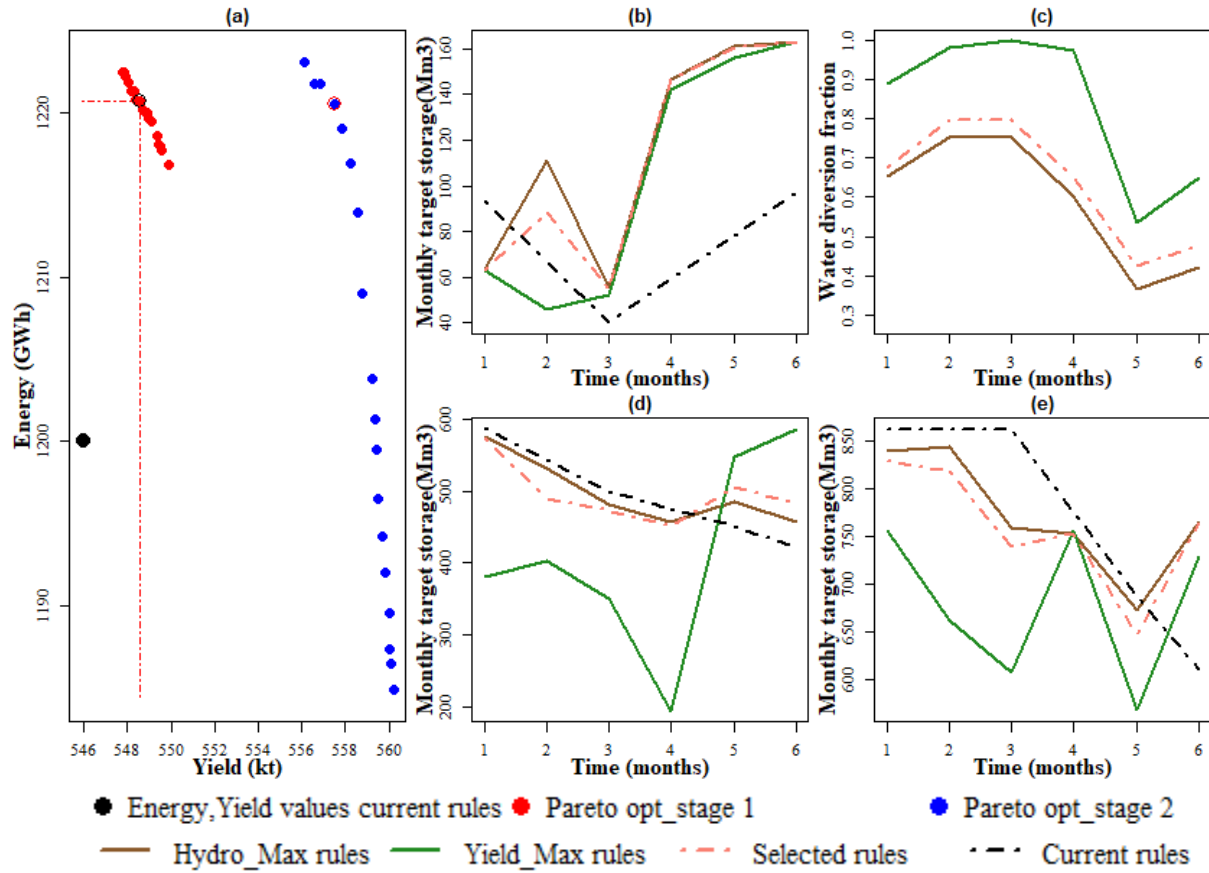 (a)
(b)
(c)
Energy (GWh)
1220
1210
1200
1190
546 548 550 552 554 556 558 560
Yield (kt)
Monthly target storage(Mm3)
160
140
120
100
80
60
40
1 2 3 4 5 6
Time (months)
Water diversion fraction
1.0
0.9
0.8
0.7
0.6
0.5
0.4
0.3
1 2 3 4 5 6
Time (months)
(d)
(e)
Monthly target storage(Mm3)
600
500
400
300
200
1 2 3 4 5 6
Time (months)
Monthly target storage(Mm3)
850
800
750
700
650
600
1 2 3 4 5 6
Time (months)
Energy,Yield values current rules Pareto opt_stage 1 Pareto opt_stage 2
Hydro_Max rules Yield_Max rules Selected rules Current rules